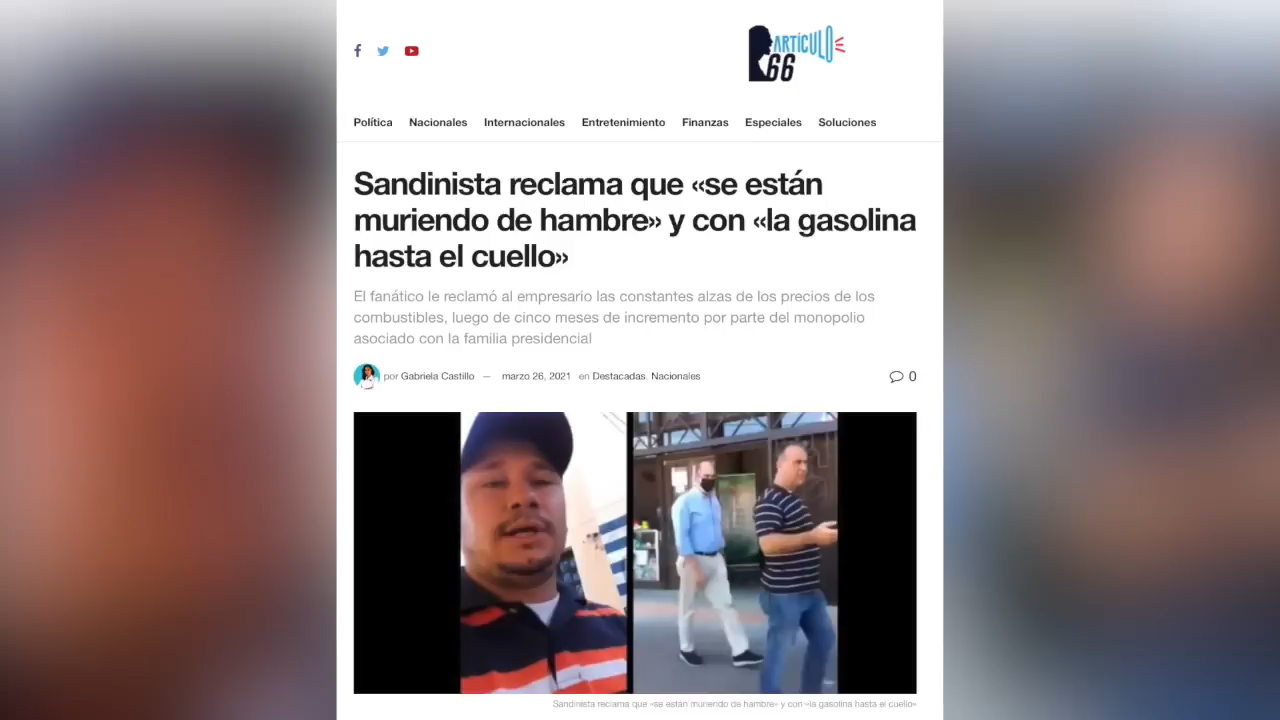 ARTÍCULO
66
Política Nacionales Internacionales Entretenimiento Finanzas Especiales Soluciones
Sandinista reclama que «se están
muriendo de hambre» y con «la gasolina
hasta el cuello»
El fanático le reclamó al empresario las constantes alzas de los precios de los
combustibles, luego de cinco meses de incremento por parte del monopolio
asociado con la familia presidencial
por Gabriela Castillo — marzo 26, 2021 en Destacadas, Nacionales
0
Sandinista reclama que «se están muriendo de hambre» y con «la gasolina hasta el cuello»